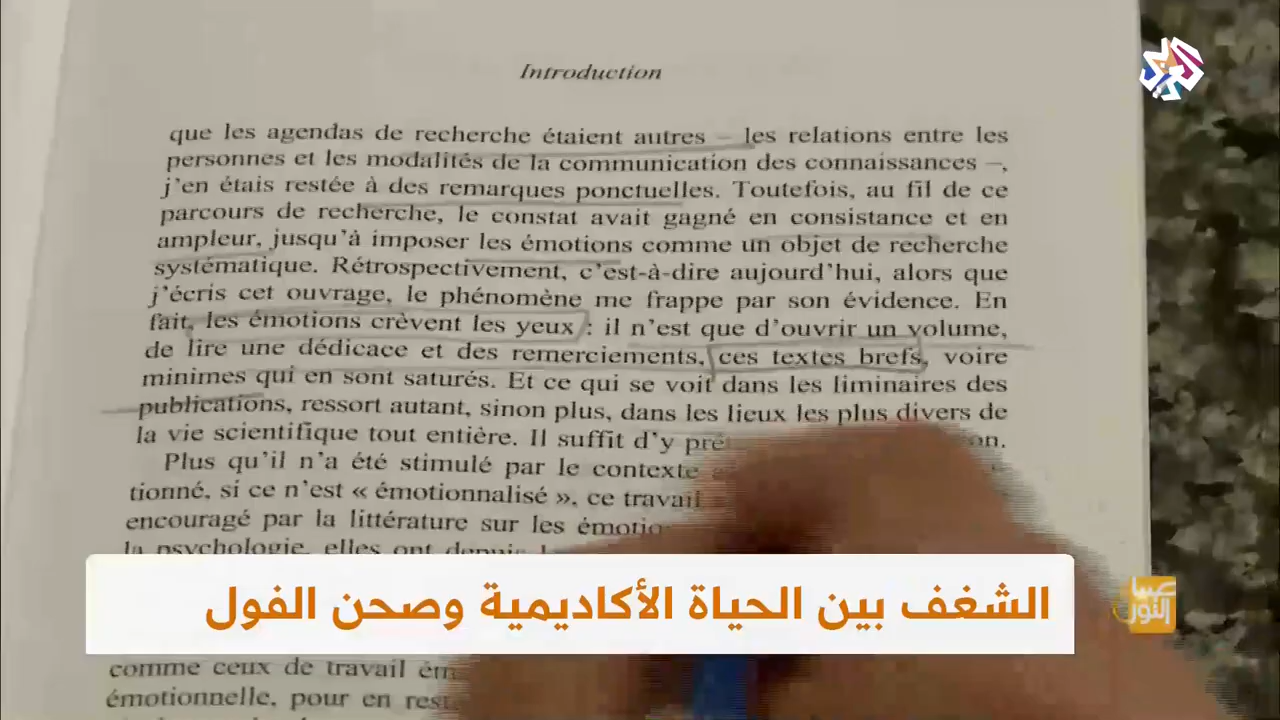 Introduction
que les agendas de recherche étaient autres – les relations entre les
personnes et les modalités de la communication des connaissances –,
j'en étais restée à des remarques ponctuelles. Toutefois, au fil de ce
parcours de recherche, le constat avait gagné en consistance et en
ampleur, jusqu'à imposer les émotions comme un objet de recherche
systématique. Rétrospectivement, c'est-à-dire aujourd'hui, alors que
j'écris cet ouvrage, le phénomène me frappe par son évidence. En
fait, les émotions crèvent les yeux : il n'est que d'ouvrir un volume,
de lire une dédicace et des remerciements, ces textes brefs, voire
minimes qui en sont saturés. Et ce qui se voit dans les liminaires des
publications, ressort autant, sinon plus, dans les lieux les plus divers de
la vie scientifique tout entière. Il suffit d'y
Plus qu'il n'a été stimulé par le contexte
tionné, si ce n'est « émotionnalisé », ce travail
encouragé par la littérature sur les
la psychologie, elles ont
الشغف بين الحياة الأكاديمية وصحن الفول
صباح النور
comme ceux de travail
émotionnelle, pour en